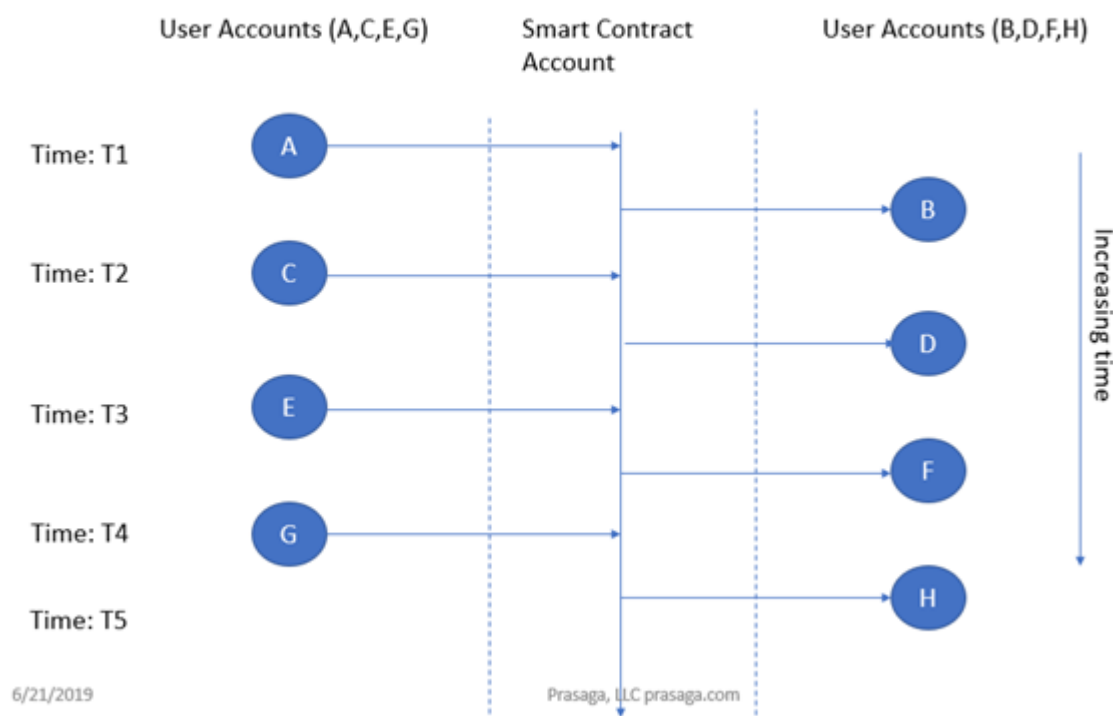 User Accounts (A,C,E,G)
Smart Contract
Account
User Accounts (B,D,F,H)
Time: T1
A
B
Time: T2
C
D
Time: T3
E
F
Time: T4
G
H
Time: T5
Increasing time
6/21/2019
Prasaga, LLC prasaga.com